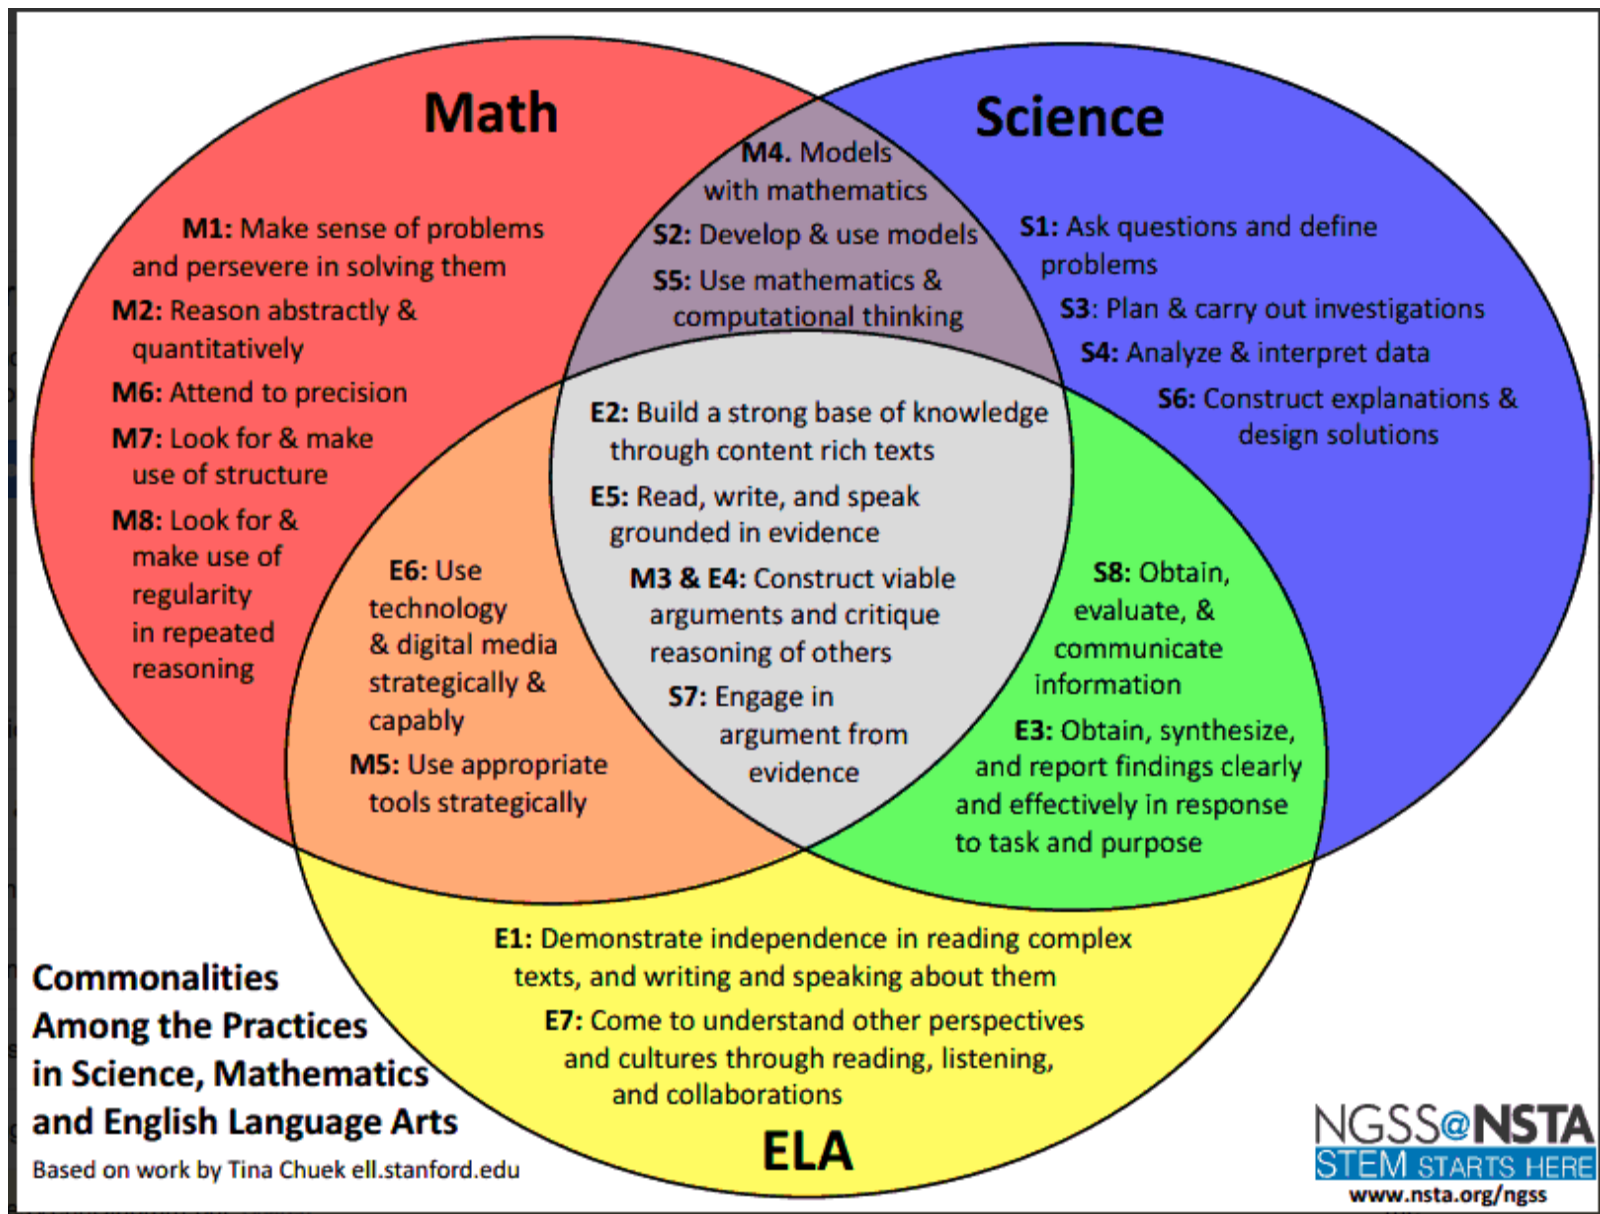 Math
Science
M4. Models
with mathematics
S2: Develop & use models
S5: Use mathematics &
computational thinking
M1: Make sense of problems
and persevere in solving them
M2: Reason abstractly &
quantitatively
M6: Attend to precision
M7: Look for & make
use of structure
M8: Look for &
make use of
regularity
in repeated
reasoning
S1: Ask questions and define
problems
S3: Plan & carry out investigations
S4: Analyze & interpret data
S6: Construct explanations &
design solutions
E2: Build a strong base of knowledge
through content rich texts
E5: Read, write, and speak
grounded in evidence
M3 & E4: Construct viable
arguments and critique
reasoning of others
S7: Engage in
argument from
evidence
E6: Use
technology
& digital media
strategically &
capably
M5: Use appropriate
tools strategically
S8: Obtain,
evaluate, &
communicate
information
E3: Obtain, synthesize,
and report findings clearly
and effectively in response
to task and purpose
E1: Demonstrate independence in reading complex
texts, and writing and speaking about them
E7: Come to understand other perspectives
and cultures through reading, listening,
and collaborations
ELA
Commonalities
Among the Practices
in Science, Mathematics
and English Language Arts
Based on work by Tina Chuek ell.stanford.edu
NGSS@NSTA
STEM STARTS HERE
www.nsta.org/ngss